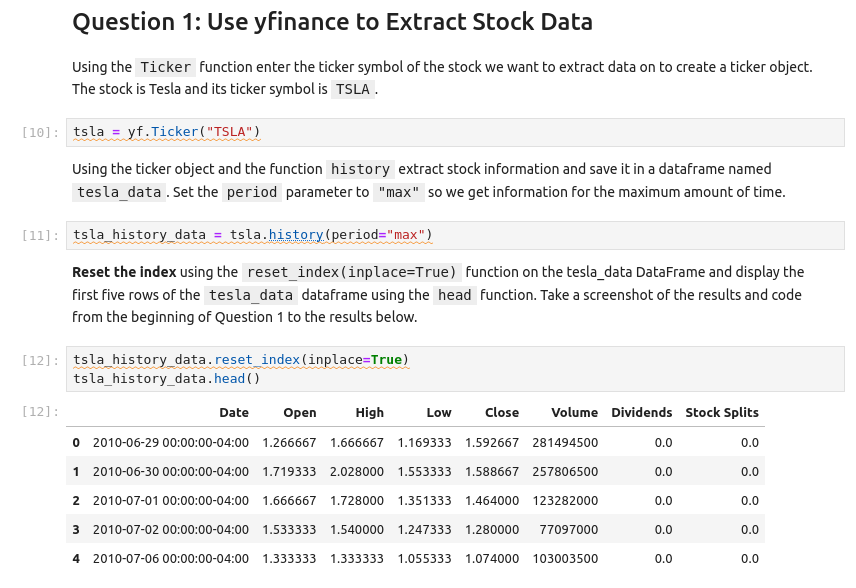 Question 1: Use yfinance to Extract Stock Data
Using the Ticker function enter the ticker symbol of the stock we want to extract data on to create a ticker object.
The stock is Tesla and its ticker symbol is TSLA.
[10]: tsla = yf.Ticker("TSLA")
Using the ticker object and the function history extract stock information and save it in a dataframe named
tesla_data. Set the period parameter to "max" so we get information for the maximum amount of time.
[11]: tsla_history_data = tsla.history(period="max")
Reset the index using the reset_index(inplace=True) function on the tesla_data DataFrame and display the
first five rows of the tesla_data dataframe using the head function. Take a screenshot of the results and code
from the beginning of Question 1 to the results below.
[12]: tsla_history_data.reset_index(inplace=True)
tsla_history_data.head()
[12]: Date Open High Low Close Volume Dividends Stock Splits
0 2010-06-29 00:00:00-04:00 1.266667 1.666667 1.169333 1.592667 281494500 0.0 0.0
1 2010-06-30 00:00:00-04:00 1.719333 2.028000 1.553333 1.588667 257806500 0.0 0.0
2 2010-07-01 00:00:00-04:00 1.666667 1.728000 1.351333 1.464000 123282000 0.0 0.0
3 2010-07-02 00:00:00-04:00 1.533333 1.540000 1.247333 1.280000 77097000 0.0 0.0
4 2010-07-06 00:00:00-04:00 1.333333 1.333333 1.055333 1.074000 103003500 0.0 0.0